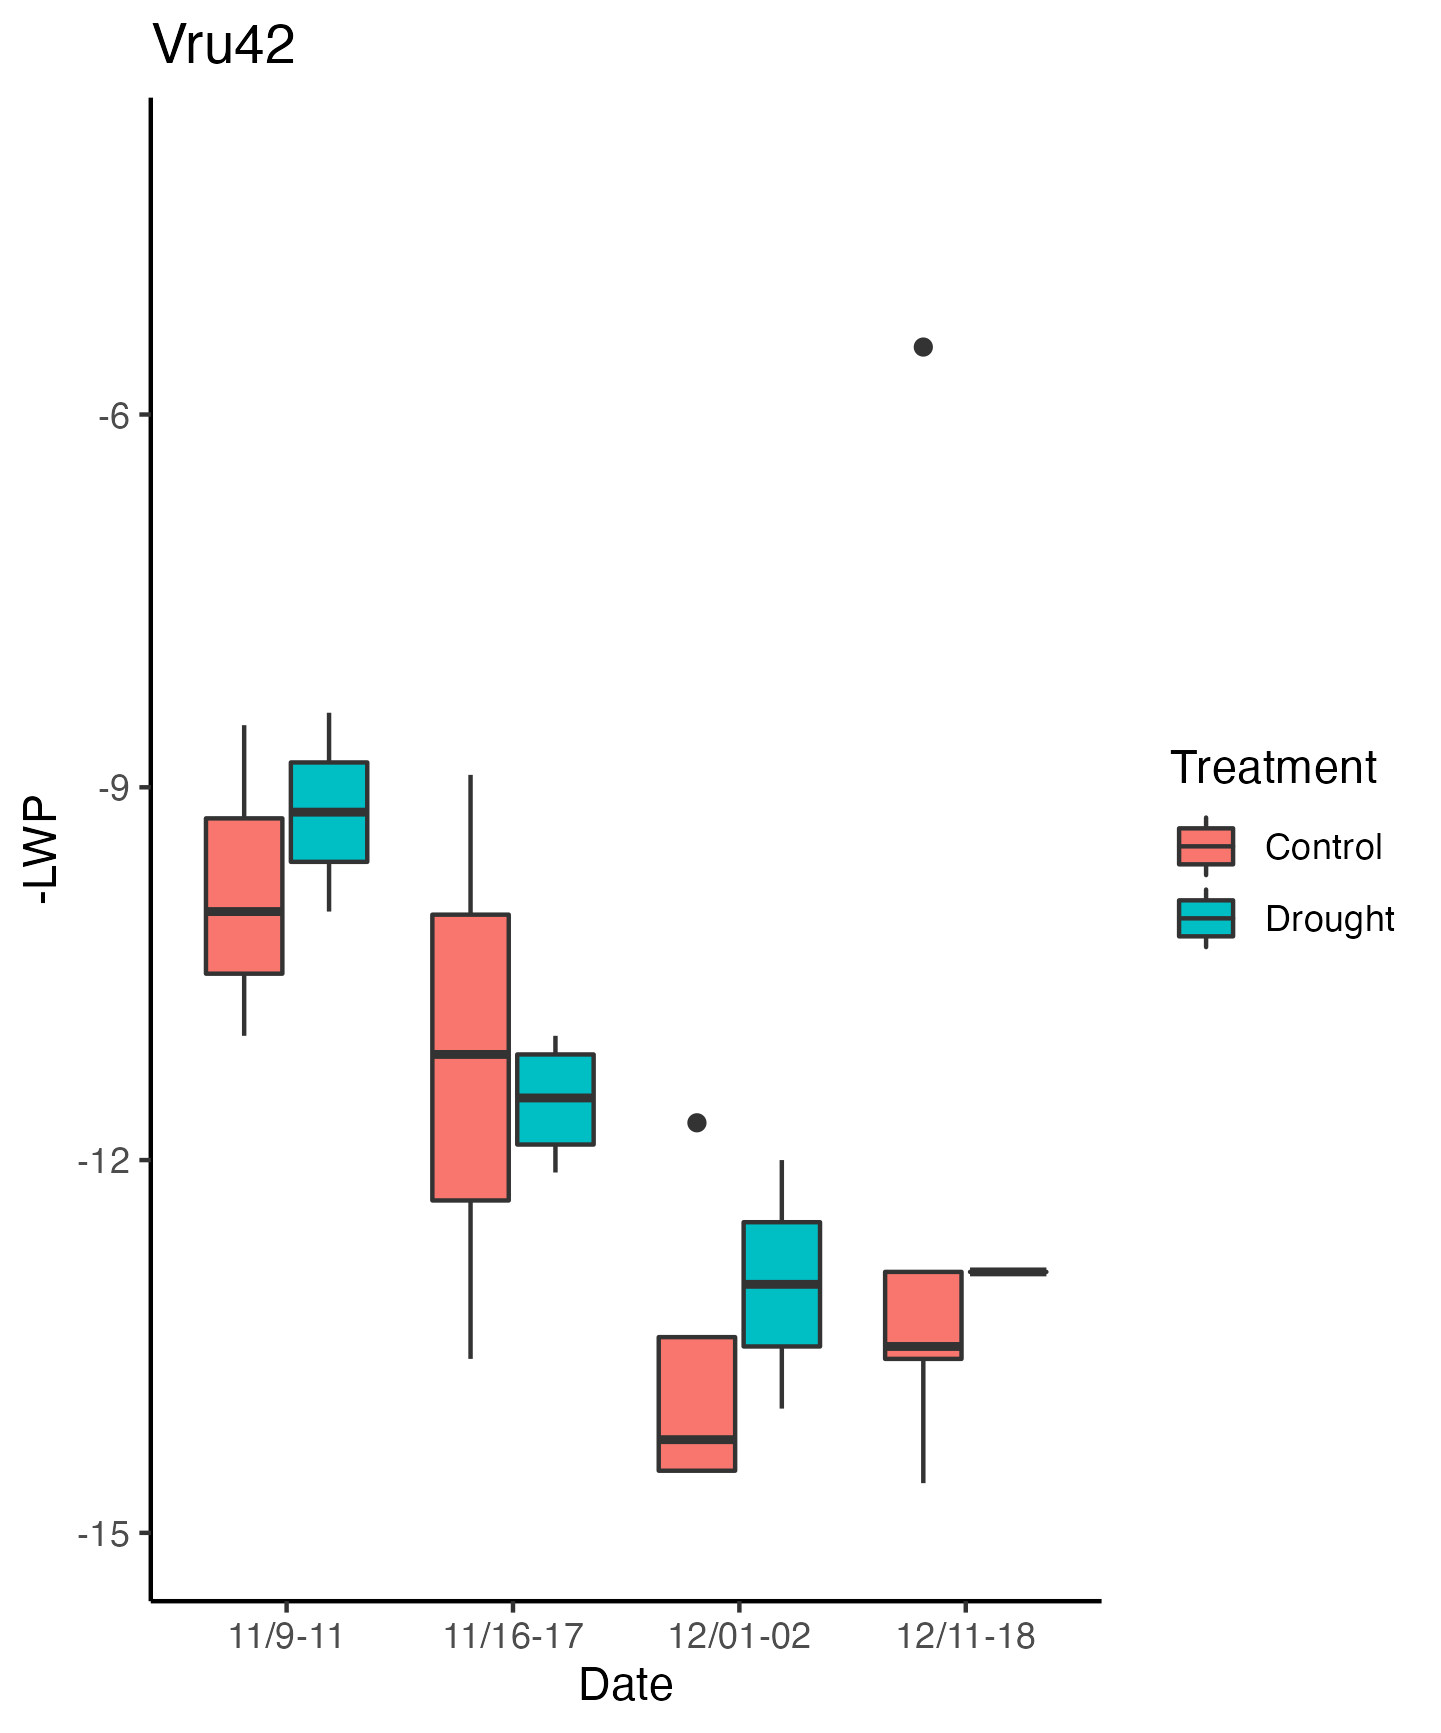 Vru42
-6
-9
-12
-15
-LWP
11/9-11
11/16-17
12/01-02
12/11-18
Date
Treatment
Control
Drought